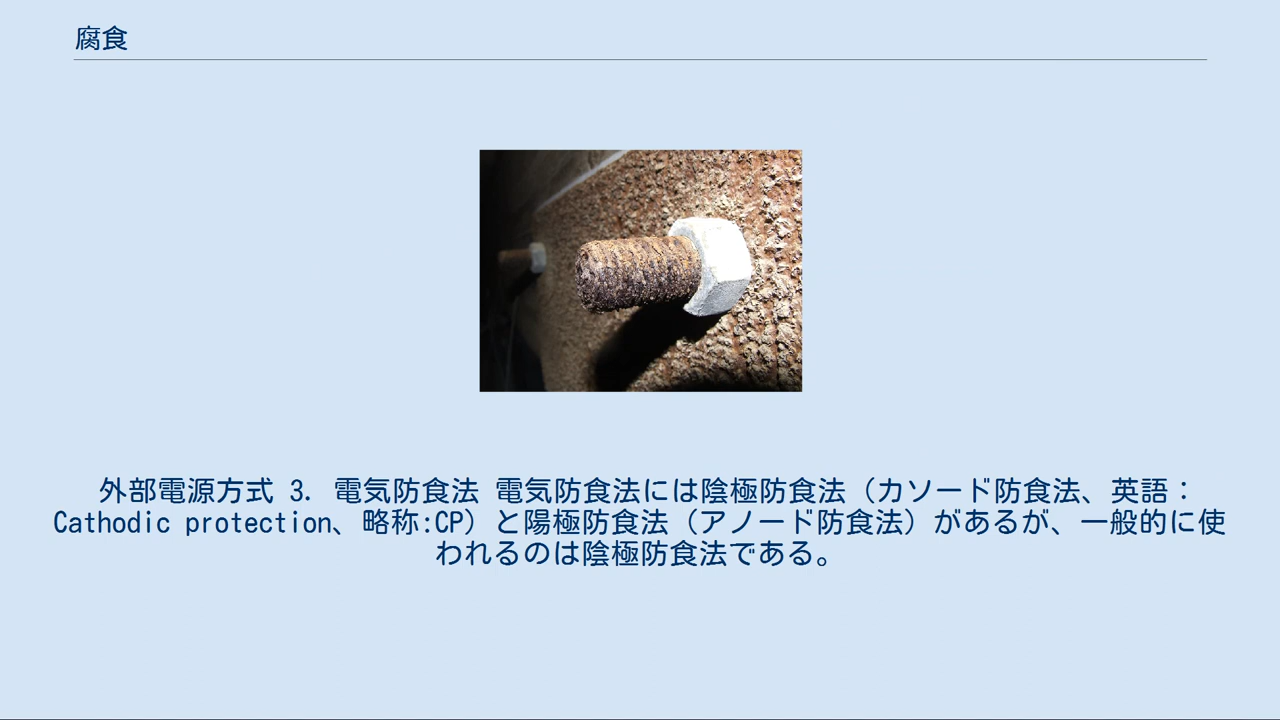 腐食
外部電源方式 3. 電気防食法 電気防食法には陰極防食法（カソード防食法、英語：
Cathodic protection、略称:CP）と陽極防食法（アノード防食法）があるが、一般的に使
われるのは陰極防食法である。